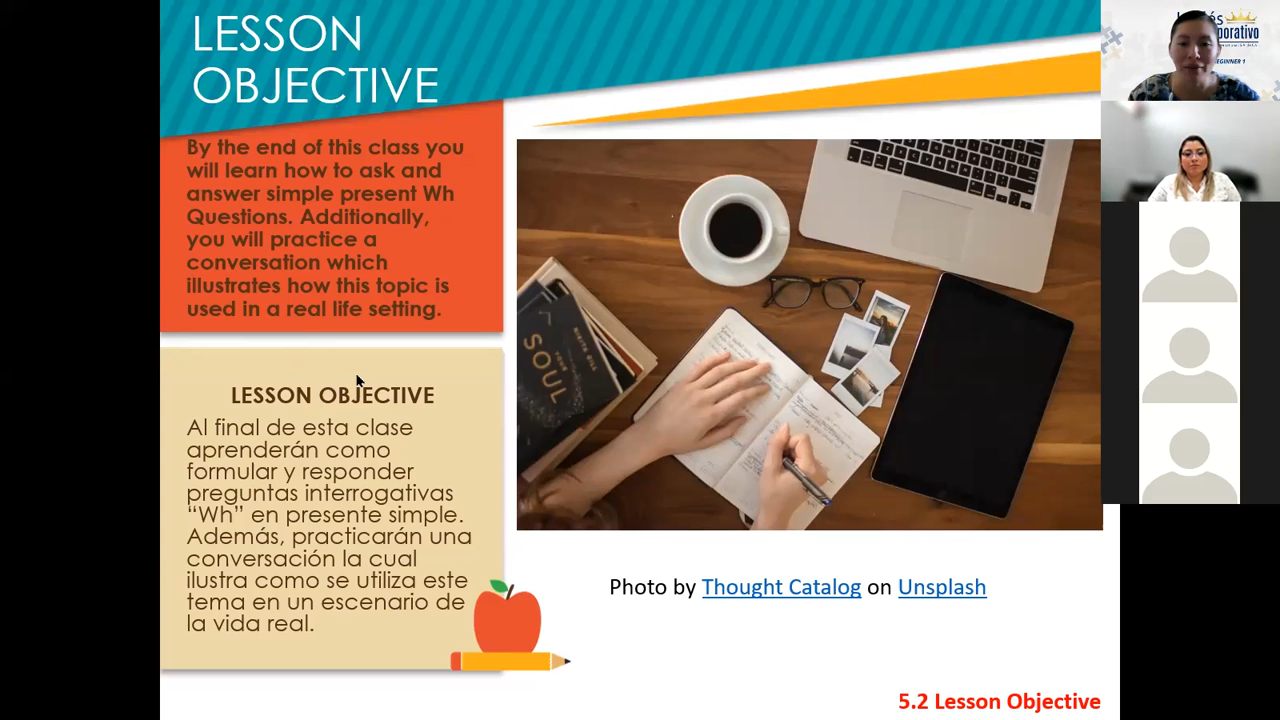 LESSON
OBJECTIVE
By the end of this class you
will learn how to ask and
answer simple present Wh
Questions. Additionally,
you will practice a
conversation which
illustrates how this topic is
used in a real life setting.
LESSON OBJECTIVE
Al final de esta clase
aprenderán como
formular y responder
preguntas interrogativas
“Wh” en presente simple.
Además, practicarán una
conversación la cual
ilustra como se utiliza este
tema en un escenario de
la vida real.
YOUR
SOUL
Photo by Thought Catalog on Unsplash
5.2 Lesson Objective